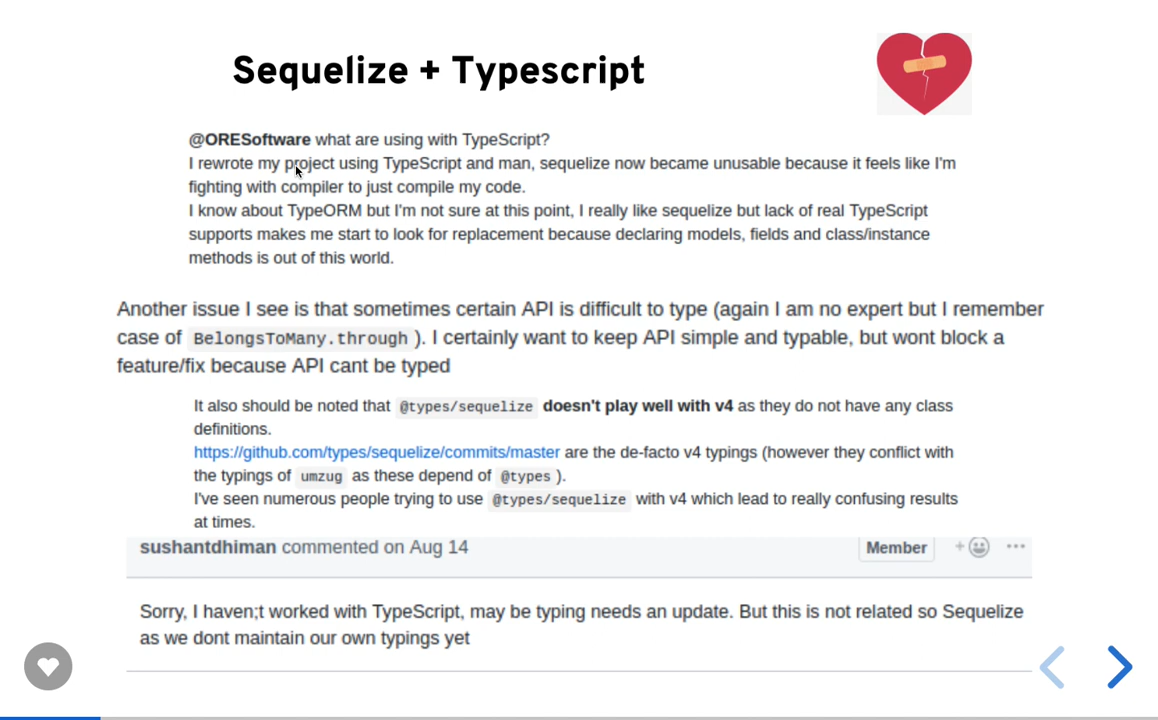 Sequelize + Typescript
@ORESoftware what are using with TypeScript?
I rewrote my project using TypeScript and man, sequelize now became unusable because it feels like I'm
fighting with compiler to just compile my code.
I know about TypeORM but I'm not sure at this point, I really like sequelize but lack of real TypeScript
supports makes me start to look for replacement because declaring models, fields and class/instance
methods is out of this world.
Another issue I see is that sometimes certain API is difficult to type (again I am no expert but I remember
case of BelongsToMany.through ). I certainly want to keep API simple and typable, but wont block a
feature/fix because API cant be typed
It also should be noted that @types/sequelize doesn't play well with v4 as they do not have any class
definitions.
https://github.com/types/sequelize/commits/master are the de-facto v4 typings (however they conflict with
the typings of umzug as these depend of @types ).
I've seen numerous people trying to use @types/sequelize with v4 which lead to really confusing results
at times.
sushantdhiman commented on Aug 14 Member
Sorry, I haven;t worked with TypeScript, may be typing needs an update. But this is not related so Sequelize
as we dont maintain our own typings yet